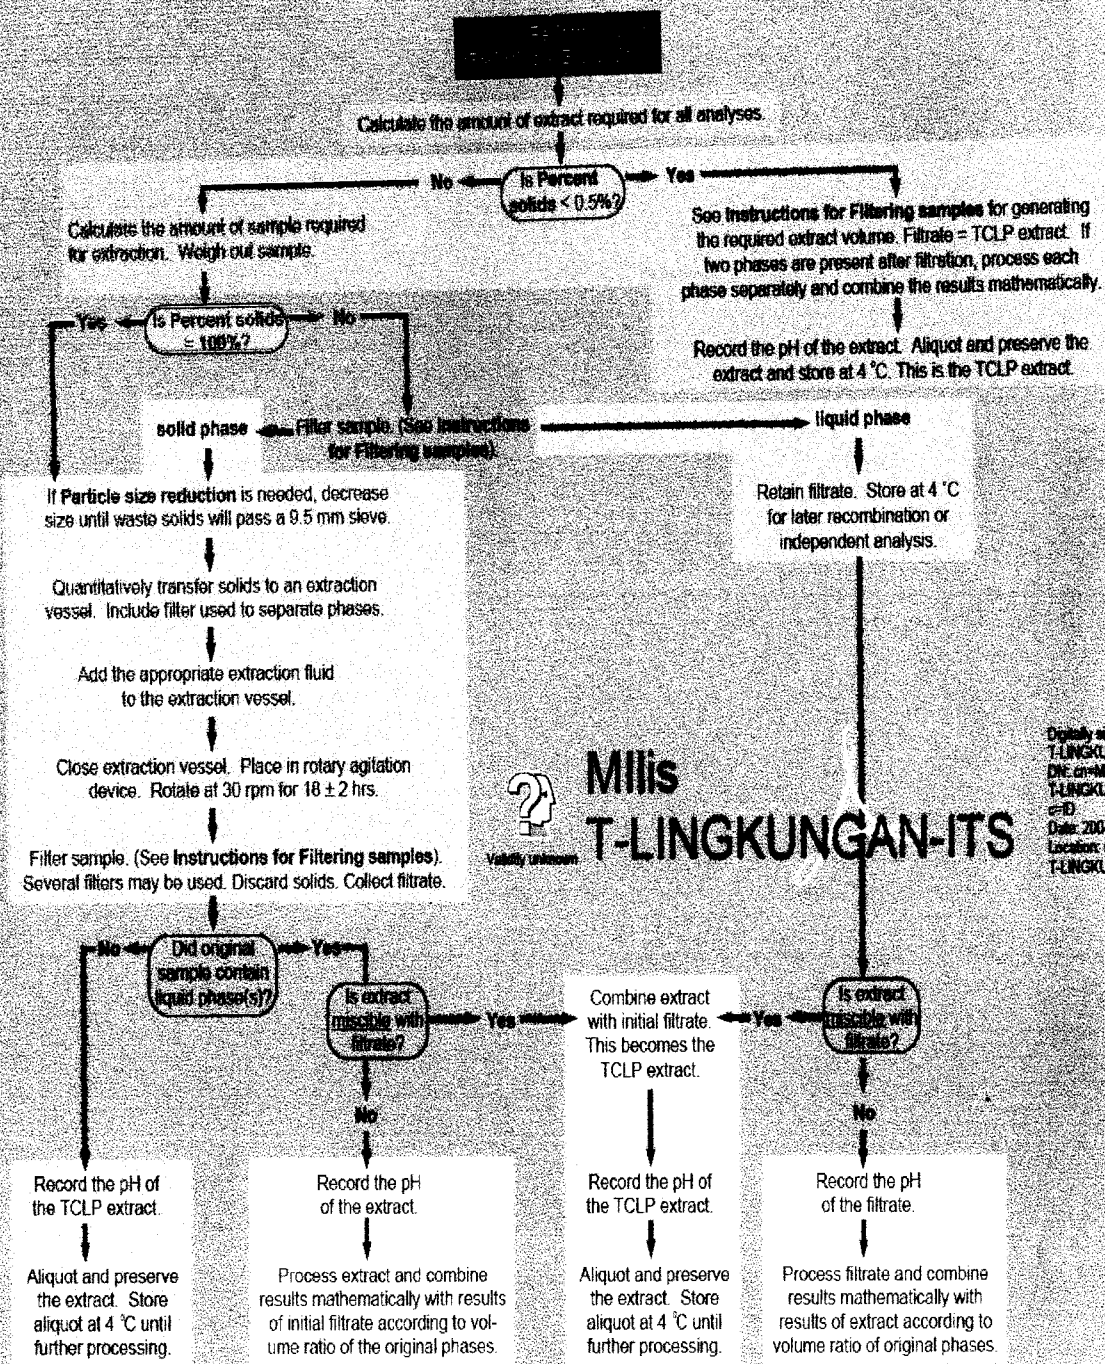 Calculate the amount of extract required for all analyses.
Is Percent
solids < 0.5%?
No
Yes
Calculate the amount of sample required
for extraction. Weigh out sample.
See Instructions for Filtering samples for generating
the required extract volume. Filtrate = TCLP extract. If
two phases are present after filtration, process each
phase separately and combine the results mathematically.
Is Percent solids
= 100%?
Yes
No
Record the pH of the extract. Aliquot and preserve the
extract and store at 4 °C. This is the TCLP extract.
solid phase
Filter sample. (See Instructions
for Filtering samples).
liquid phase
If Particle size reduction is needed, decrease
size until waste solids will pass a 9.5 mm sieve.
Retain filtrate. Store at 4 °C
for later recombination or
independent analysis.
Quantitatively transfer solids to an extraction
vessel. Include filter used to separate phases.
Add the appropriate extraction fluid
to the extraction vessel.
Close extraction vessel. Place in rotary agitation
device. Rotate at 30 rpm for 18 ± 2 hrs.
Validity unknown
MIlis
T-LINGKUNGAN-ITS
Digitally
T-LINGKU
DN: cn=M
T-LINGKU
c=ID
Date: 200
Location:
T-LINGKU
Filter sample. (See Instructions for Filtering samples).
Several filters may be used. Discard solids. Collect filtrate.
No
Did original
sample contain
liquid phase(s)?
Yes
Is extract
miscible with
filtrate?
Yes
Combine extract
with initial filtrate.
This becomes the
TCLP extract.
Yes
Is extract
miscible with
filtrate?
No
No
Record the pH of
the TCLP extract.
Record the pH
of the extract.
Record the pH of
the TCLP extract.
Record the pH
of the filtrate.
Aliquot and preserve
the extract. Store
aliquot at 4 °C until
further processing.
Process extract and combine
results mathematically with results
of initial filtrate according to vol-
ume ratio of the original phases.
Aliquot and preserve
the extract. Store
aliquot at 4 °C until
further processing.
Process filtrate and combine
results mathematically with
results of extract according to
volume ratio of original phases.